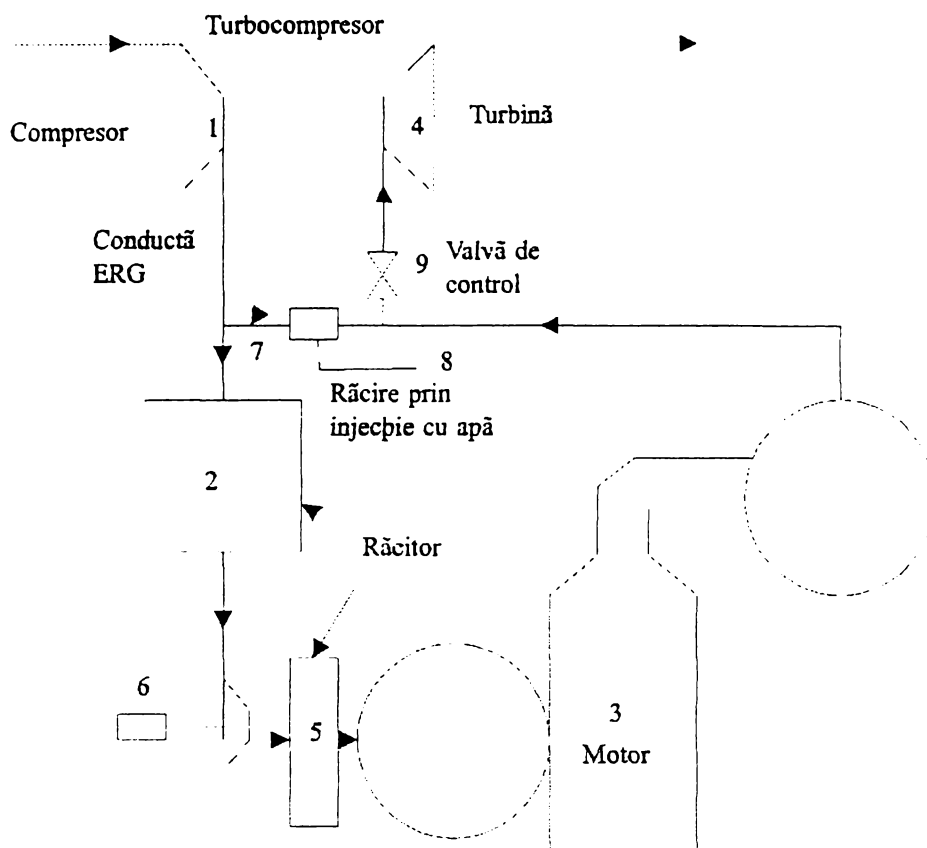 Turbocompresor
Compresor
1
4
Turbină
Conductă
ERG
9
Valvă de
control
7
8
Răcire prin
injecþie cu apă
2
Răcitor
6
5
3
Motor